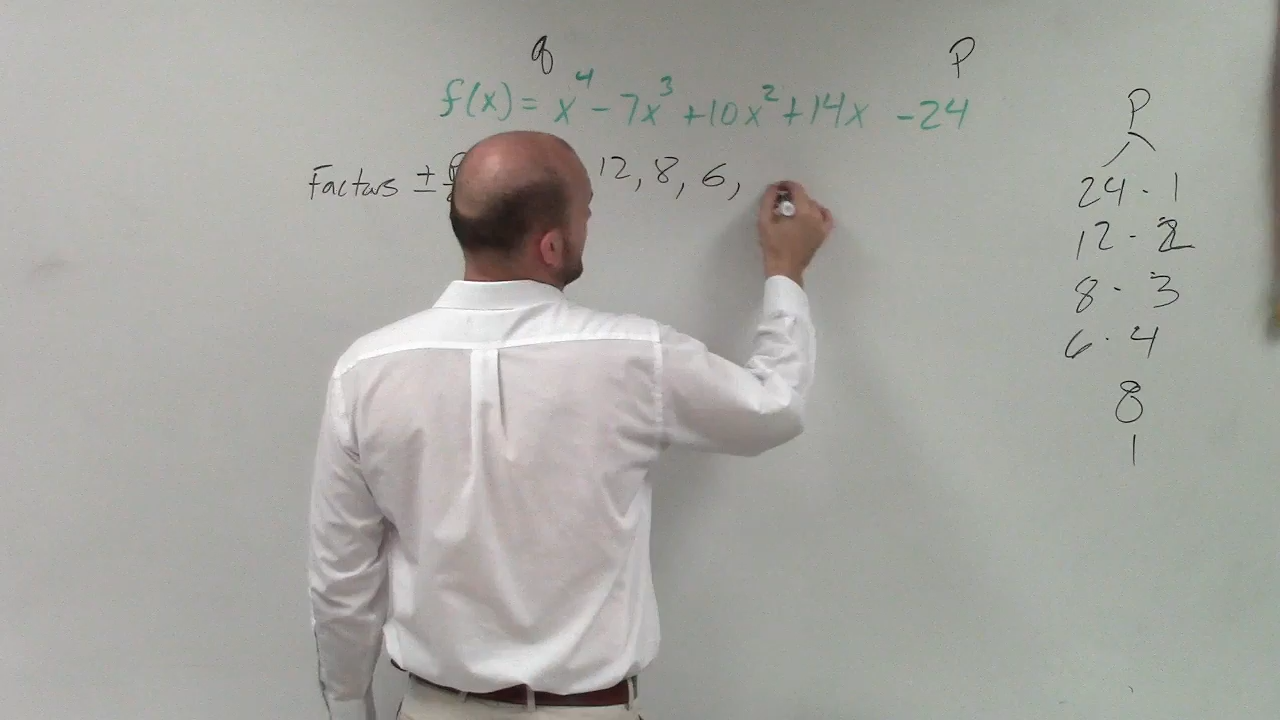 q P
f(x) = x⁴ - 7x³ + 10x² + 14x - 24
Factors ± 12, 8, 6,
P
24 · 1
12 · 2
8 · 3
6 · 4
8
1